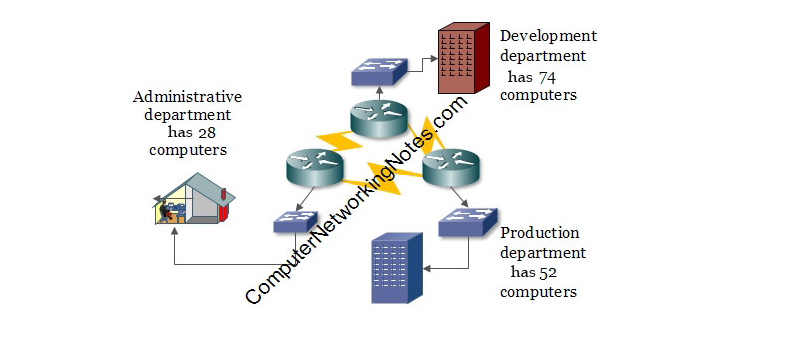 Development
department
has 74
computers
Administrative
department
has 28
computers
ComputerNetworkingNotes.com
Production
department
has 52
computers